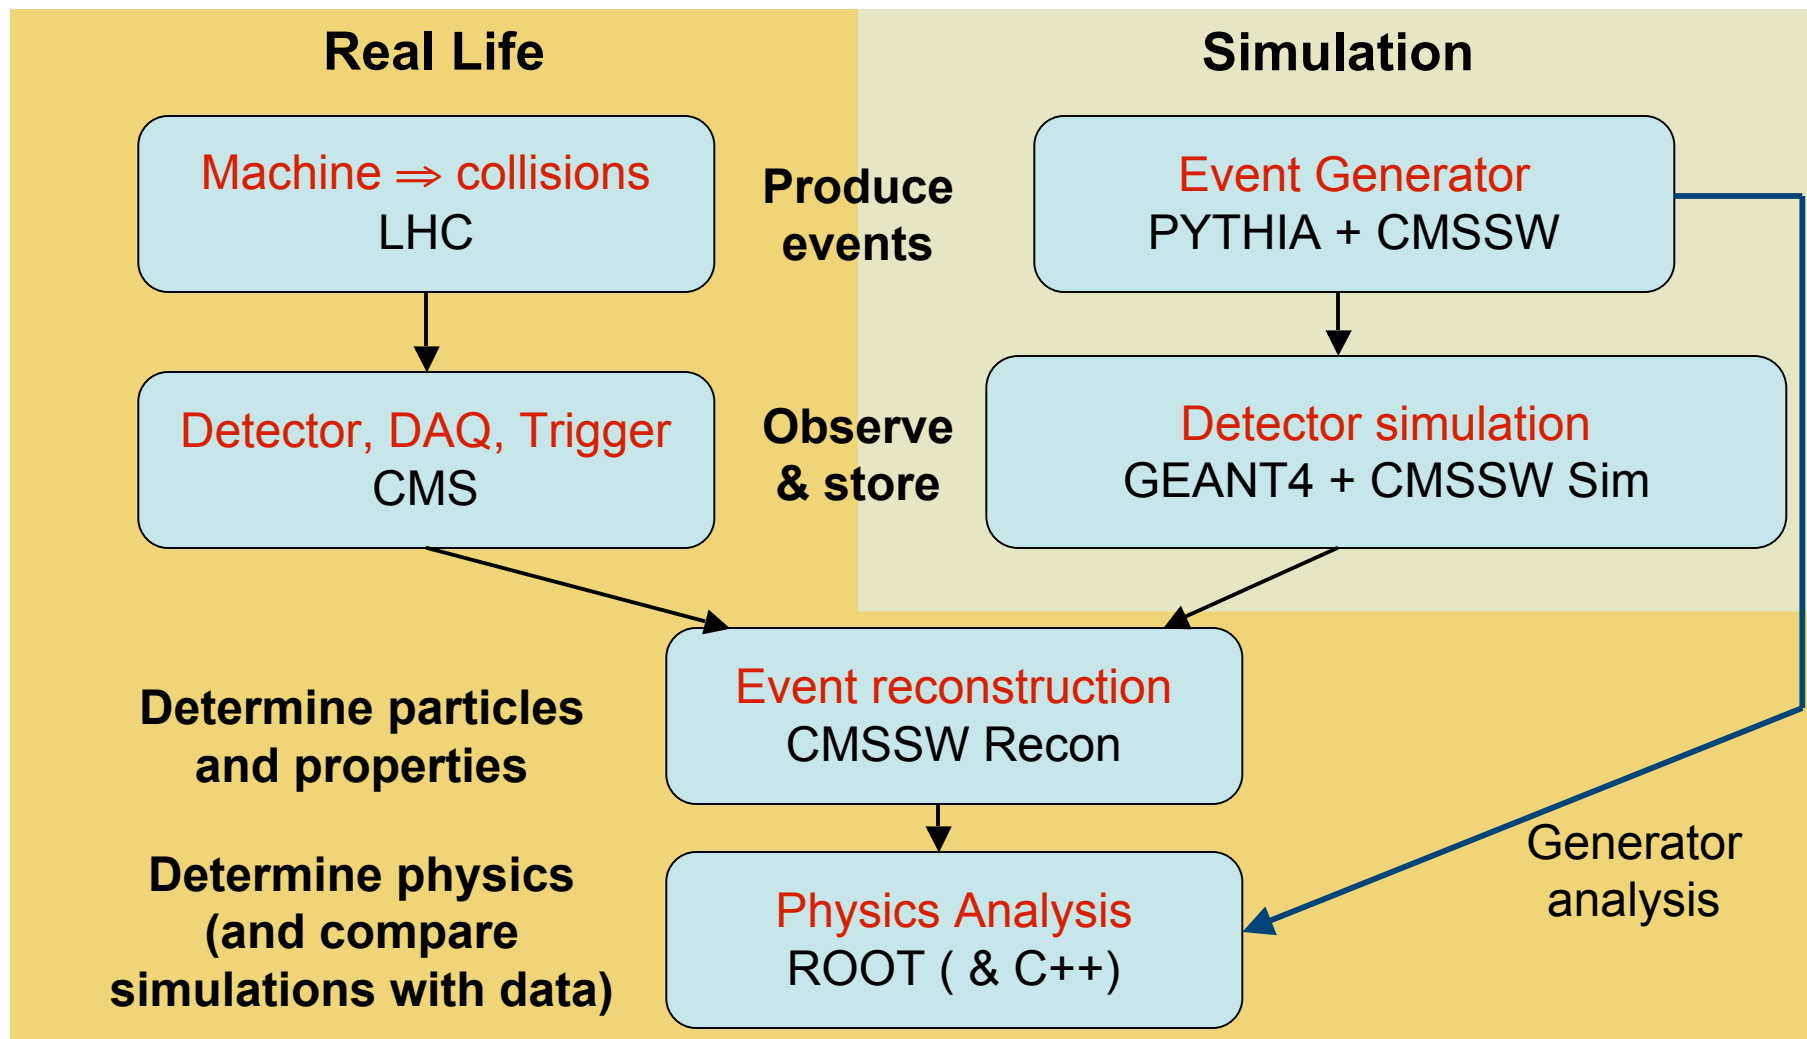 Real Life
Simulation
Machine ⇒ collisions
LHC
Produce
events
Event Generator
PYTHIA + CMSSW
Detector, DAQ, Trigger
CMS
Observe
& store
Detector simulation
GEANT4 + CMSSW Sim
Determine particles
and properties
Event reconstruction
CMSSW Recon
Generator
analysis
Determine physics
(and compare
simulations with data)
Physics Analysis
ROOT ( & C++)